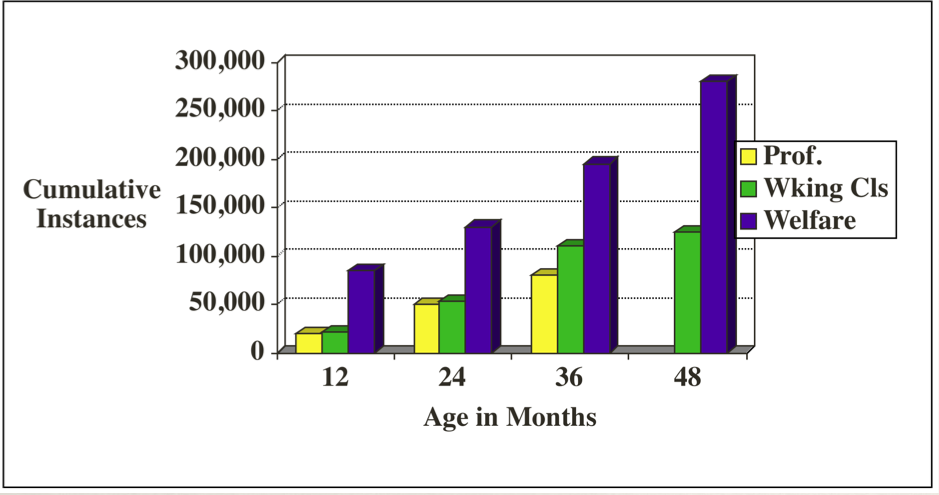 300,000
250,000
200,000
150,000
100,000
50,000
0
Cumulative
Instances
12 24 36 48
Age in Months
Prof.
Wking Cls
Welfare